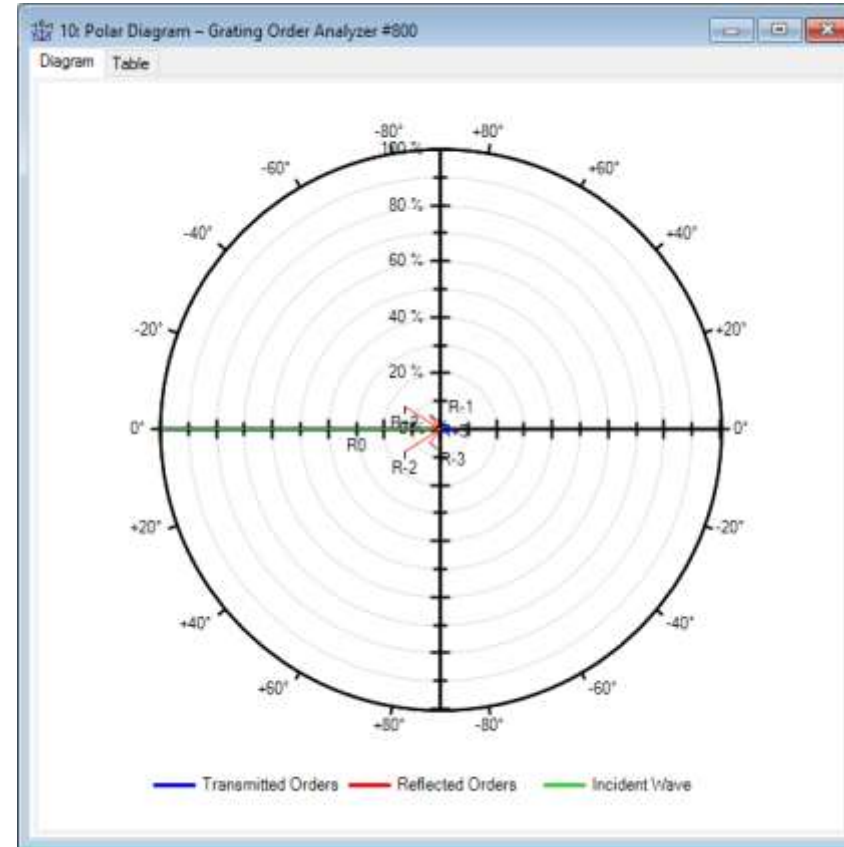 10: Polar Diagram – Grating Order Analyzer #800
Diagram Table
-80° +80°
100 %
-60° +60°
80 %
-40° +40°
60 %
40 %
-20° +20°
20 %
R-1
0° 0°
R0
R-3
R-2
+20° -20°
+40° -40°
+60° -60°
+80° -80°
Transmitted Orders Reflected Orders Incident Wave